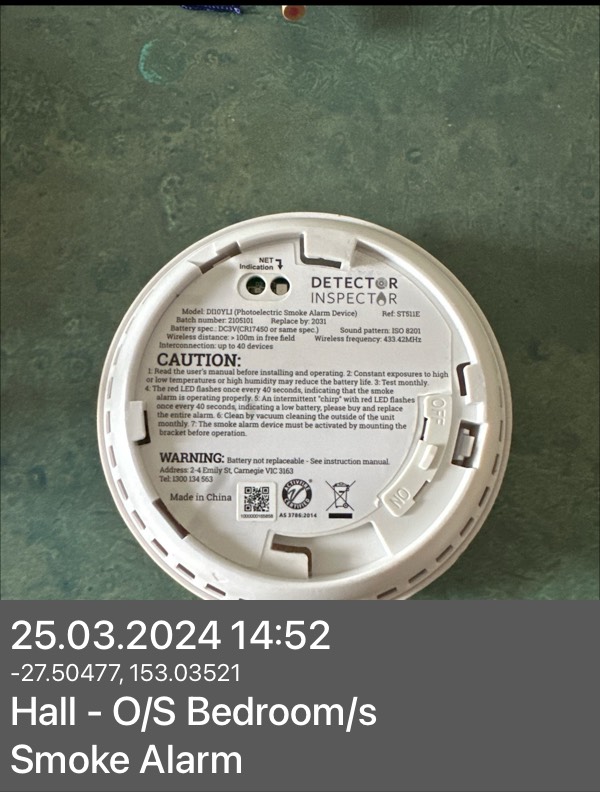 NET
Indication
DETECTOR
INSPECTOR
Model: DI10YLI (Photoelectric Smoke Alarm Device) Ref: ST511E
Batch number: 2105101 Replace by: 2031
Battery spec.: DC3V(CR17450 or same spec.) Sound pattern: ISO 8201
Wireless distance: > 100m in free field Wireless frequency: 433.42MHz
Interconnection: up to 40 devices
CAUTION:
1: Read the user's manual before installing and operating. 2: Constant exposures to high
or low temperatures or high humidity may reduce the battery life. 3: Test monthly.
4: The red LED flashes once every 40 seconds, indicating that the smoke
alarm is operating properly. 5: An intermittent "chirp" with red LED flashes
once every 40 seconds, indicating a low battery, please buy and replace
the entire alarm. 6: Clean by vacuum cleaning the outside of the unit
monthly. 7: The smoke alarm device must be activated by mounting the
bracket before operation.
OFF
ON
WARNING: Battery not replaceable - See instruction manual.
Address: 2-4 Emily St, Carnegie VIC 3163
Tel: 1300 134 563
Made in China
AS 3786:2014
25.03.2024 14:52
-27.50477, 153.03521
Hall - O/S Bedroom/s
Smoke Alarm